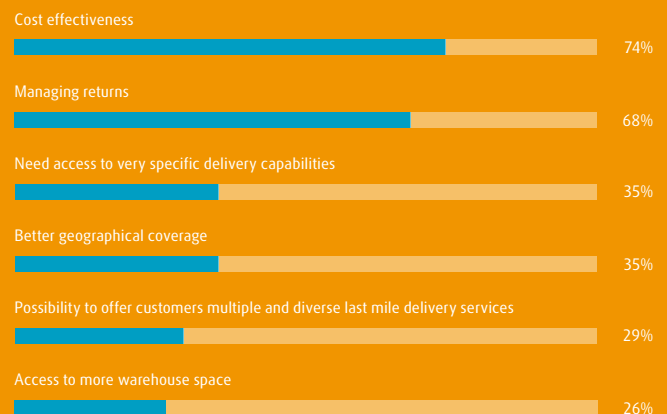 Cost effectiveness
74%
Managing returns
68%
Need access to very specific delivery capabilities
35%
Better geographical coverage
35%
Possibility to offer customers multiple and diverse last mile delivery services
29%
Access to more warehouse space
26%